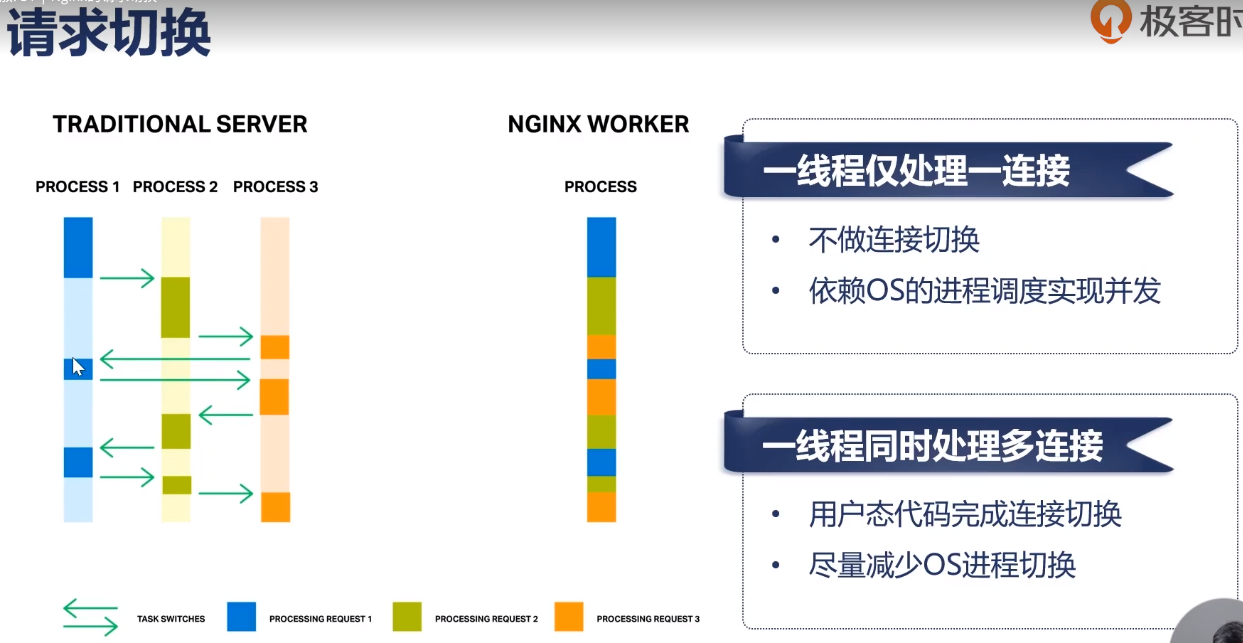 请求切换
极客时
TRADITIONAL SERVER
NGINX WORKER
PROCESS 1 PROCESS 2 PROCESS 3
PROCESS
一线程仅处理一连接
• 不做连接切换
• 依赖OS的进程调度实现并发
一线程同时处理多连接
• 用户态代码完成连接切换
• 尽量减少OS进程切换
TASK SWITCHES
PROCESSING REQUEST 1
PROCESSING REQUEST 2
PROCESSING REQUEST 3